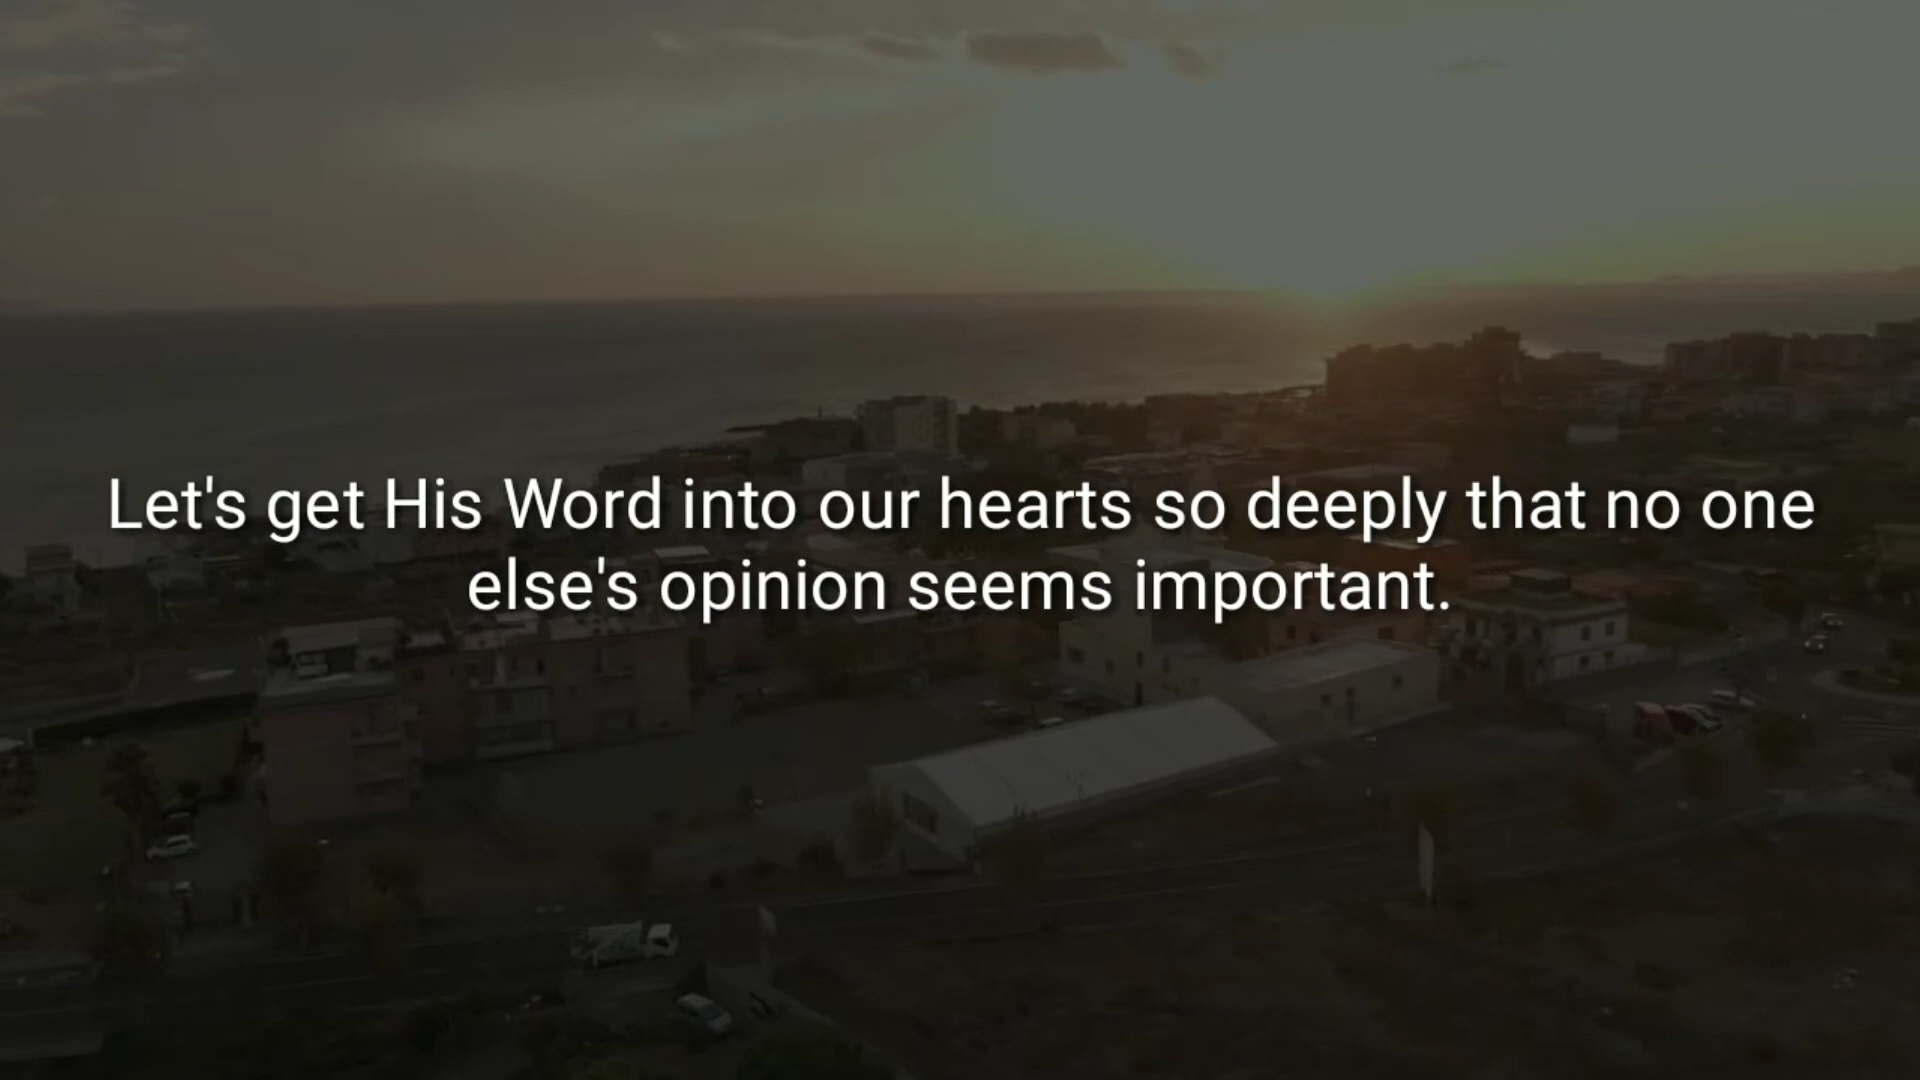 Let's get His Word into our hearts so deeply that no one
else's opinion seems important.